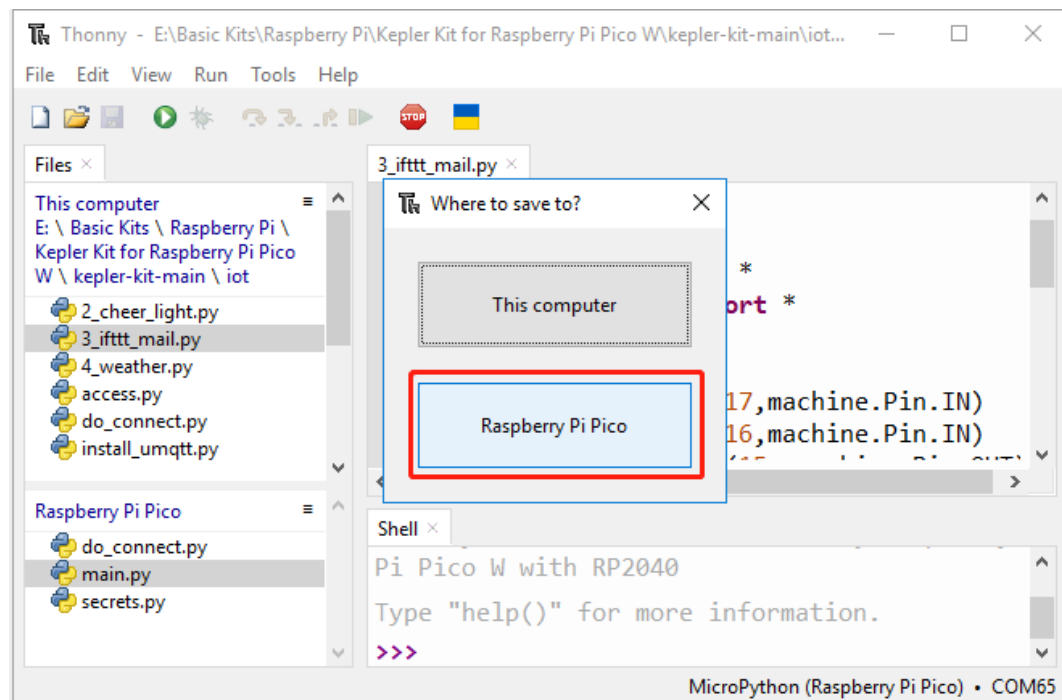 Thonny - E:\Basic Kits\Raspberry Pi\Kepler Kit for Raspberry Pi Pico W\kepler-kit-main\iot...
File Edit View Run Tools Help
STOP
Files
3_ifttt_mail.py
This computer
E: \ Basic Kits \ Raspberry Pi \
Kepler Kit for Raspberry Pi Pico
W \ kepler-kit-main \ iot
2_cheer_light.py
3_ifttt_mail.py
4_weather.py
access.py
do_connect.py
install_umqtt.py
Raspberry Pi Pico
do_connect.py
main.py
secrets.py
Where to save to?
This computer
Raspberry Pi Pico
*
ort *
17,machine.Pin.IN)
16,machine.Pin.IN)
Shell
Pi Pico W with RP2040
Type "help()" for more information.
>>>
MicroPython (Raspberry Pi Pico) • COM65